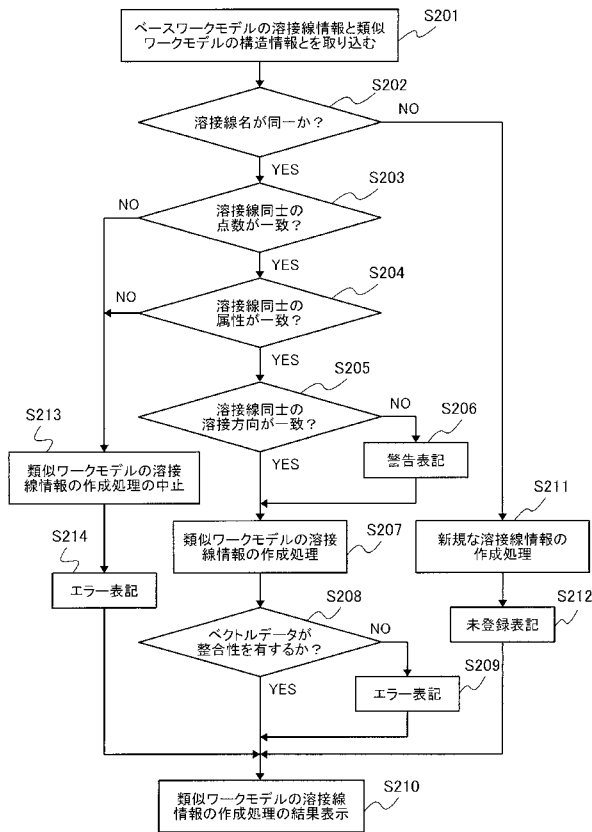 S201
ベースワークモデルの溶接線情報と類似
ワークモデルの構造情報とを取り込む
S202
溶接線名が同一か?
NO
YES
S203
NO
溶接線同士の
点数が一致?
YES
S204
NO
溶接線同士の
属性が一致?
YES
S205
溶接線同士の
溶接方向が一致?
NO
S206
警告表記
YES
S213
類似ワークモデルの溶接
線情報の作成処理の中止
S207
類似ワークモデルの溶接
線情報の作成処理
S211
新規な溶接線情報の
作成処理
S214
エラー表記
S208
ベクトルデータが
整合性を有するか?
NO
S212
未登録表記
YES
S209
エラー表記
S210
類似ワークモデルの溶接線
情報の作成処理の結果表示